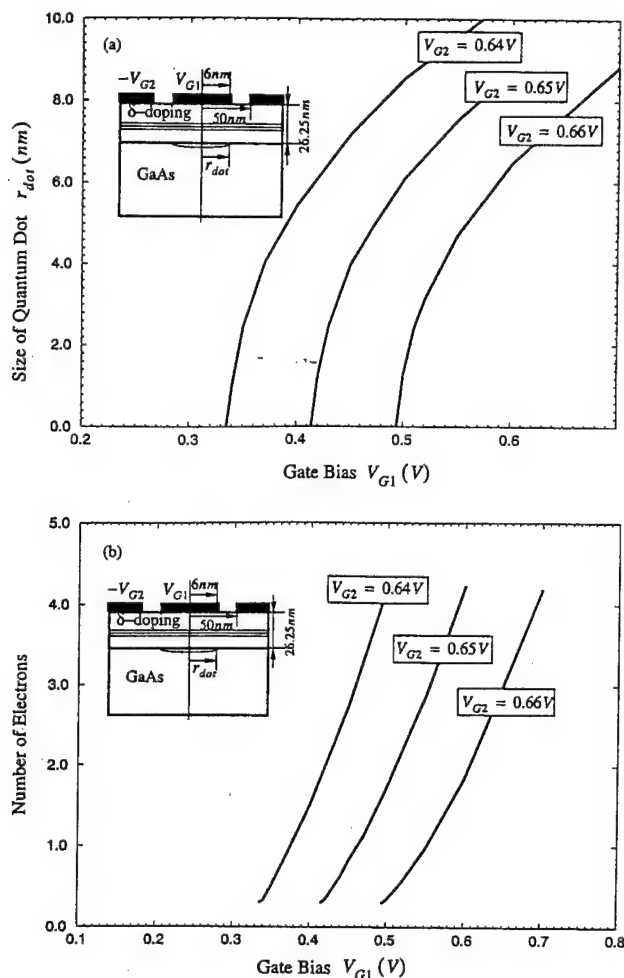 (a)
10.0
8.0
6.0
4.0
2.0
0.0
Size of Quantum Dot r_dot (nm)
0.2
0.4
0.5
0.6
Gate Bias V_G1 (V)
V_G2 = 0.64V
V_G2 = 0.65V
V_G2 = 0.66V
−V_G2
V_G1
6nm
δ−doping
50nm
26.25nm
r_dot
GaAs
(b)
5.0
4.0
3.0
2.0
1.0
0.0
Number of Electrons
0.1
0.2
0.3
0.4
0.5
0.6
0.7
0.8
Gate Bias V_G1 (V)
V_G2 = 0.64V
V_G2 = 0.65V
V_G2 = 0.66V
−V_G2
V_G1
6nm
δ−doping
50nm
26.25nm
r_dot
GaAs